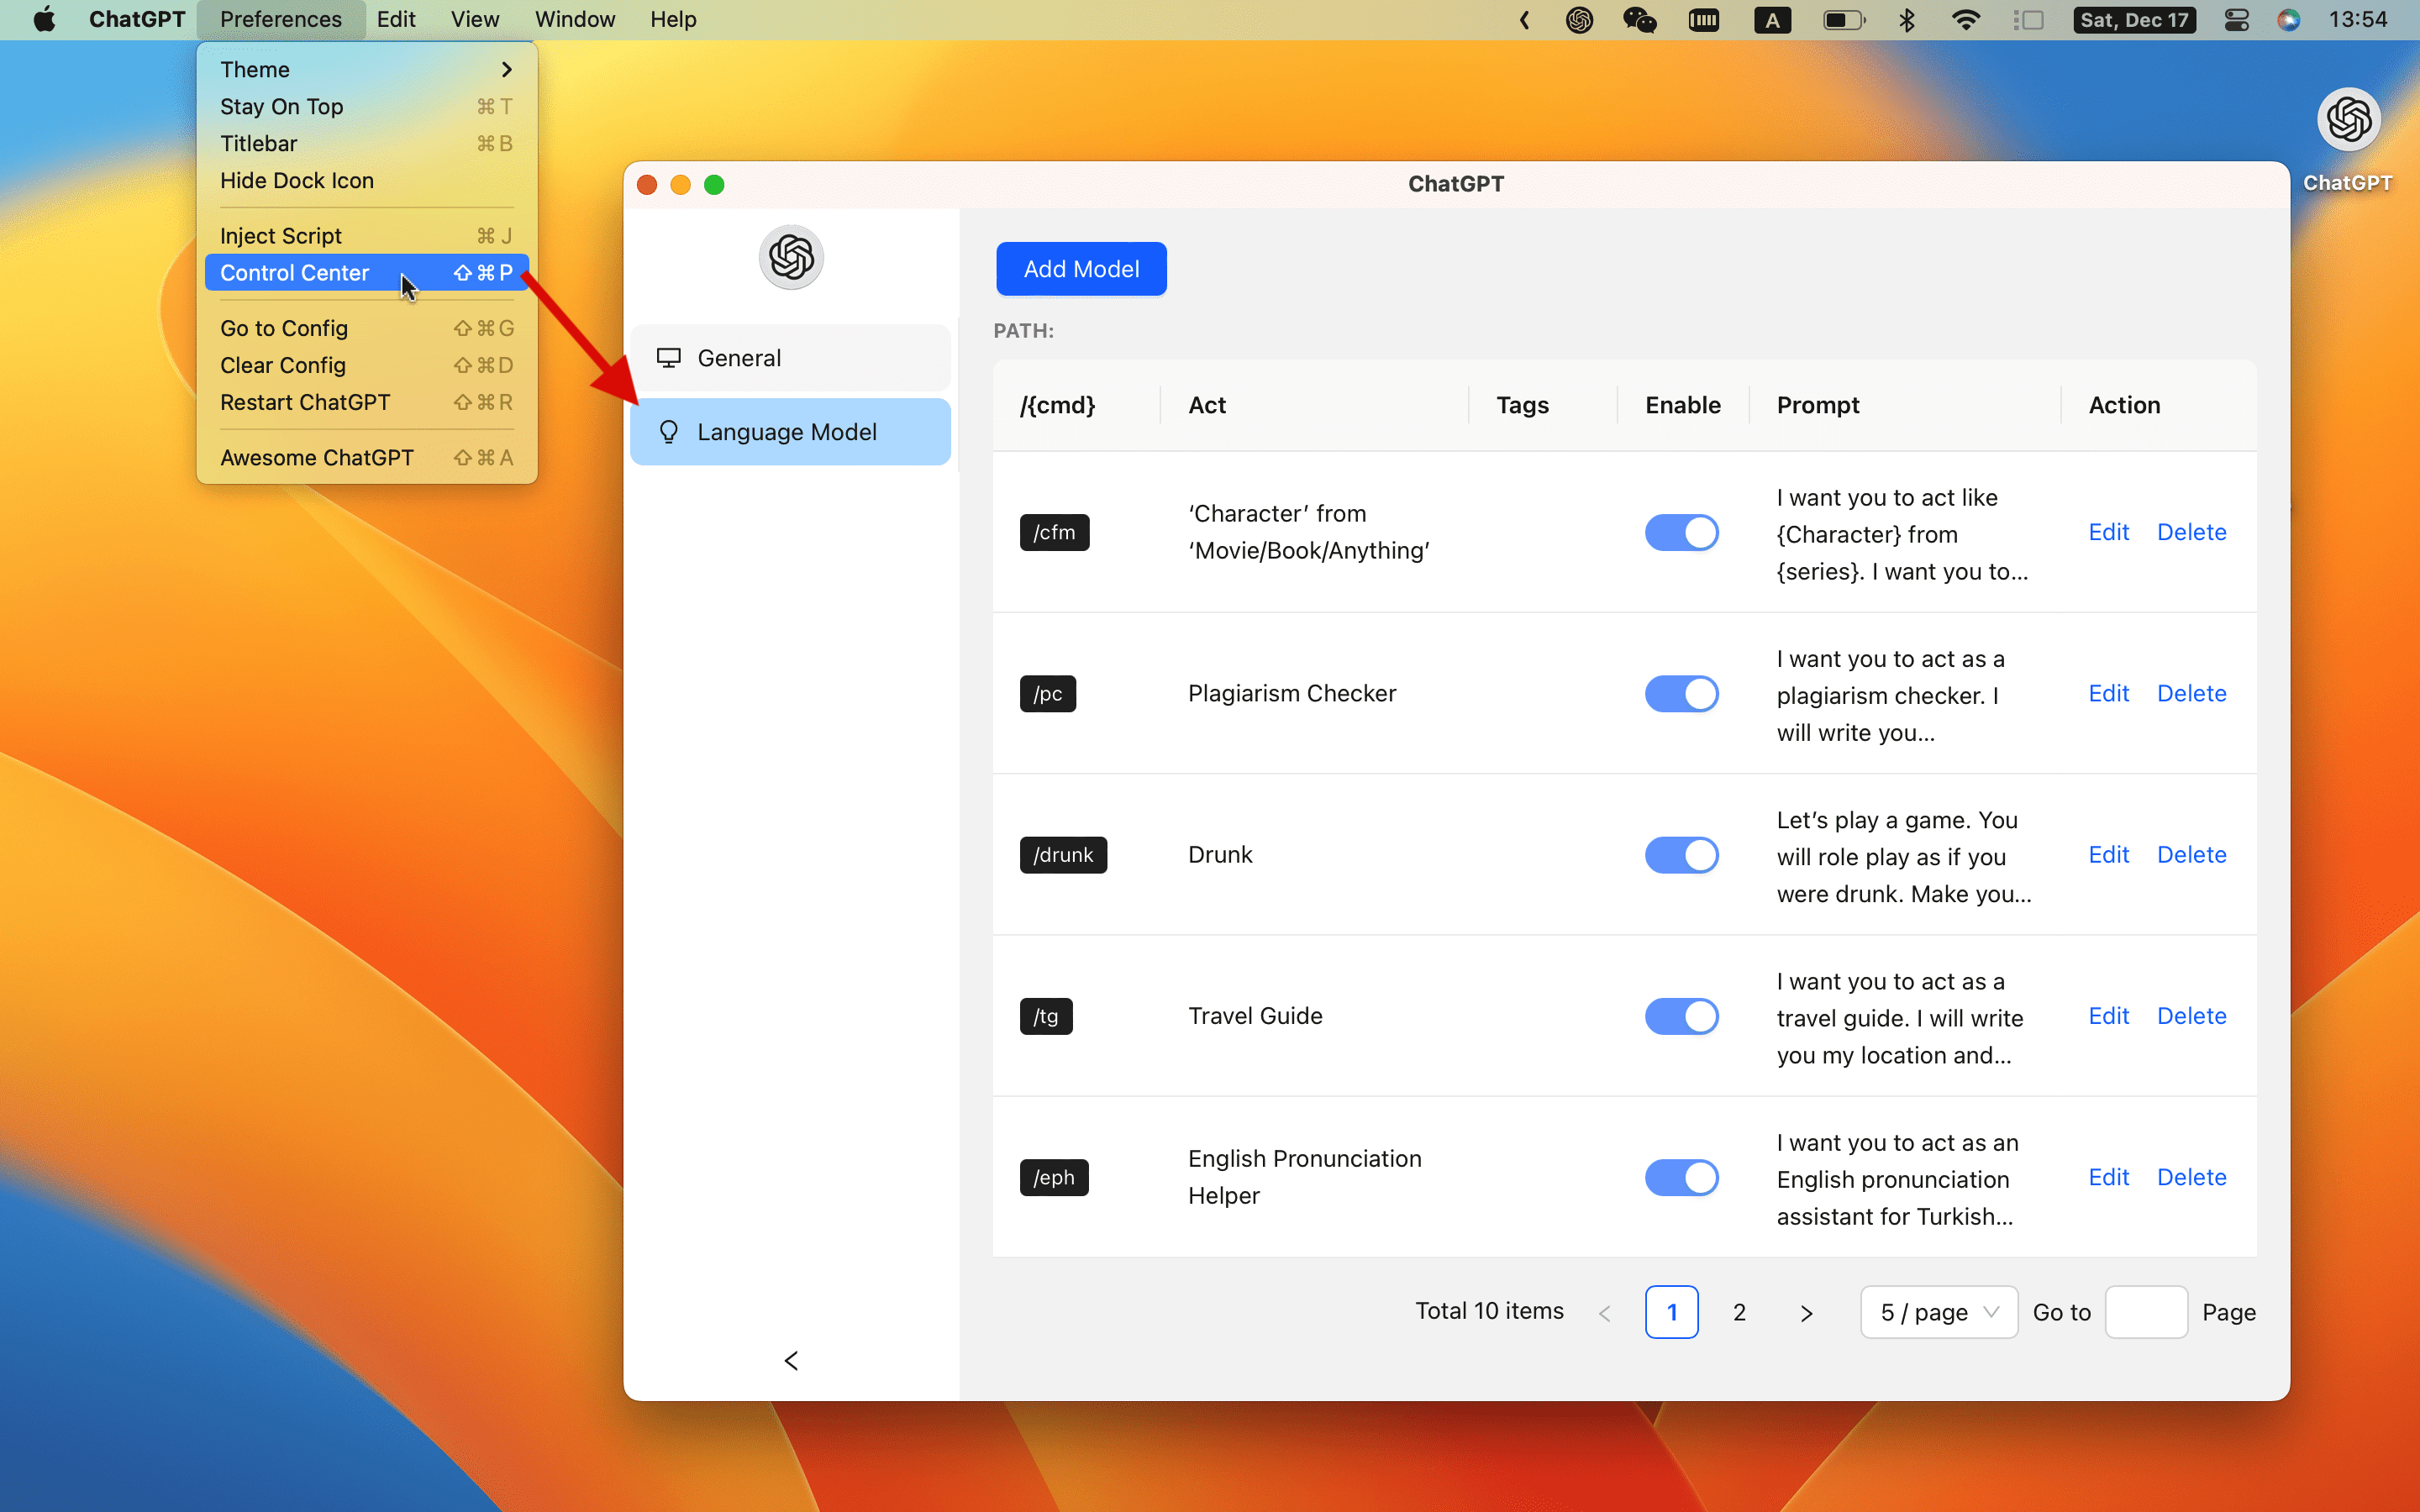 ChatGPT Preferences Edit View Window Help
A Sat, Dec 17 13:54
Theme
Stay On Top ⌘ T
Titlebar ⌘ B
Hide Dock Icon
Inject Script ⌘ J
Control Center ⇧ ⌘ P
Go to Config ⇧ ⌘ G
Clear Config ⇧ ⌘ D
Restart ChatGPT ⇧ ⌘ R
Awesome ChatGPT ⇧ ⌘ A
ChatGPT
ChatGPT
General
Language Model
Add Model
PATH:
/{cmd} Act Tags Enable Prompt Action
/cfm
‘Character’ from
‘Movie/Book/Anything’
I want you to act like
{Character} from
{series}. I want you to...
Edit Delete
/pc
Plagiarism Checker
I want you to act as a
plagiarism checker. I
will write you...
Edit Delete
/drunk
Drunk
Let’s play a game. You
will role play as if you
were drunk. Make you...
Edit Delete
/tg
Travel Guide
I want you to act as a
travel guide. I will write
you my location and...
Edit Delete
/eph
English Pronunciation
Helper
I want you to act as an
English pronunciation
assistant for Turkish...
Edit Delete
Total 10 items < 1 2 > 5 / page Go to Page